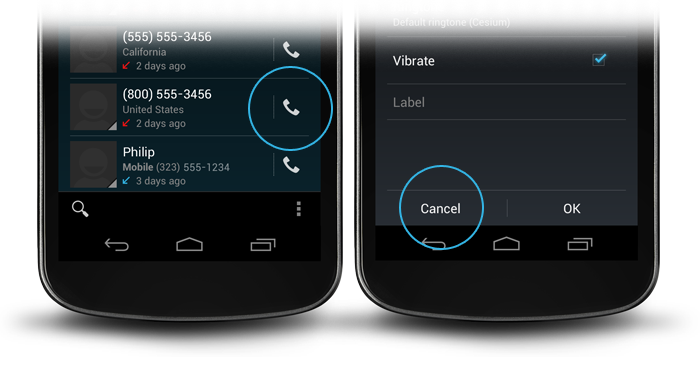 (555) 555-3456
California
2 days ago
(800) 555-3456
United States
2 days ago
Philip
Mobile (323) 555-1234
3 days ago
Default ringtone (Cesium)
Vibrate
Label
Cancel
OK